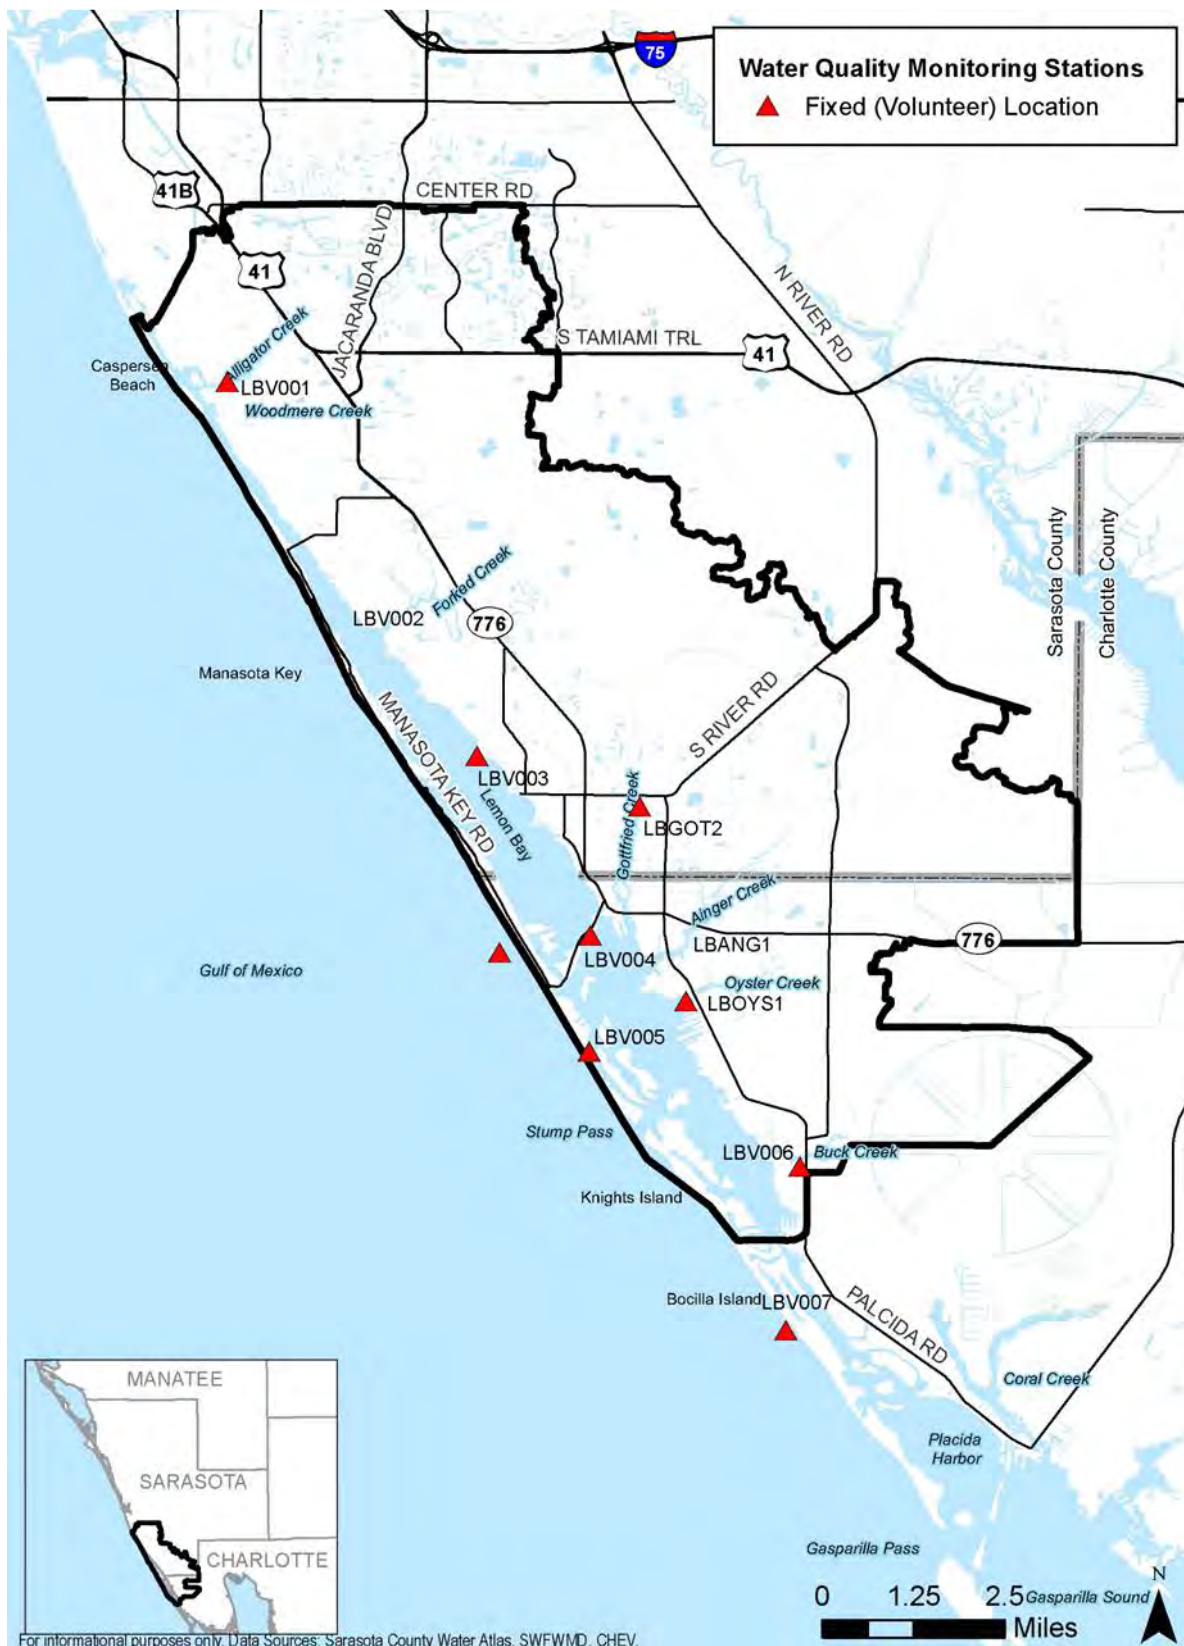 75
Water Quality Monitoring Stations
Fixed (Volunteer) Location
41B
CENTER RD
41
JACARANDA BLVD
N RIVER RD
Alligator Creek
S TAMIAMI TRL
41
Caspersen
Beach
LBV001
Woodmere Creek
Sarasota County
Charlotte County
Forked Creek
LBV002
776
Manasota Key
MANASOTA KEY RD
S RIVER RD
LBV003
Lemon Bay
Gottfried Creek
LBGOT2
Ainger Creek
LBANG1
776
LBV004
Gulf of Mexico
Oyster Creek
LBOYS1
LBV005
Stump Pass
LBV006
Buck Creek
Knights Island
Bocilla Island
LBV007
PALCIDA RD
Coral Creek
MANATEE
Placida
Harbor
SARASOTA
CHARLOTTE
Gasparilla Pass
N
0 1.25 2.5
Gasparilla Sound
Miles
For informational purposes only. Data Sources: Sarasota County Water Atlas, SWFWMD, CHEV.